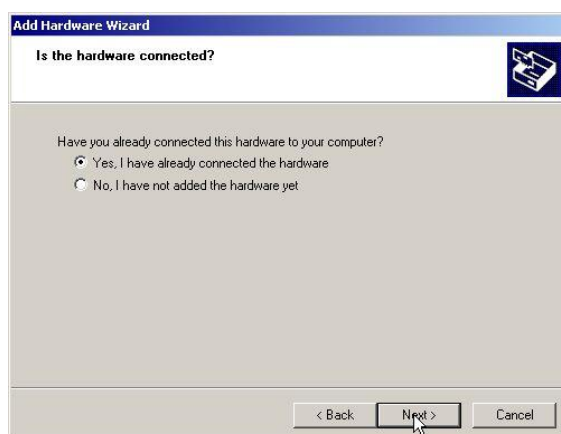 Add Hardware Wizard
Is the hardware connected?
Have you already connected this hardware to your computer?
Yes, I have already connected the hardware
No, I have not added the hardware yet
< Back Next > Cancel